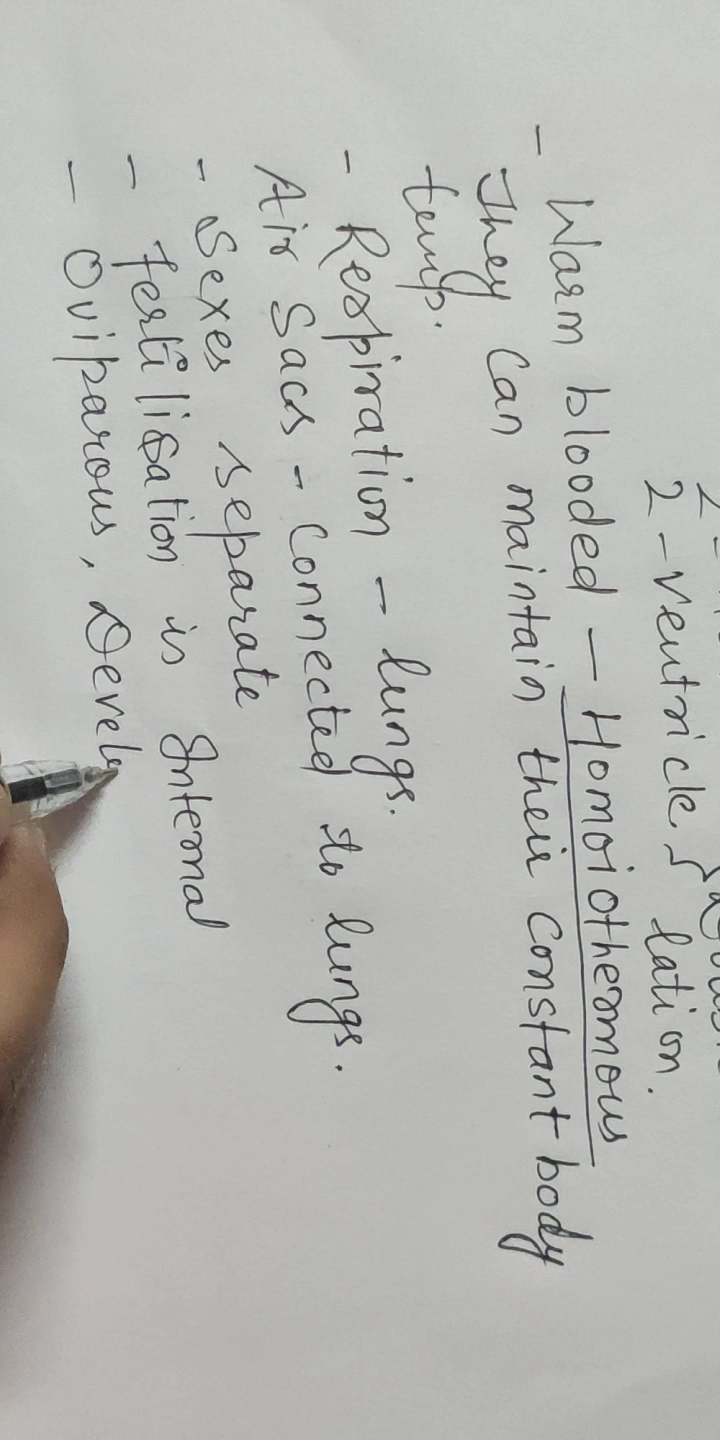 2 - ventricle }
lation.
- Warm blooded - Homoiothermous
They can maintain their constant body
temp.
- Respiration - lungs.
Air Sacs - Connected to lungs.
- Sexes separate
- fertilisation is Internal
- Oviparous, Develo